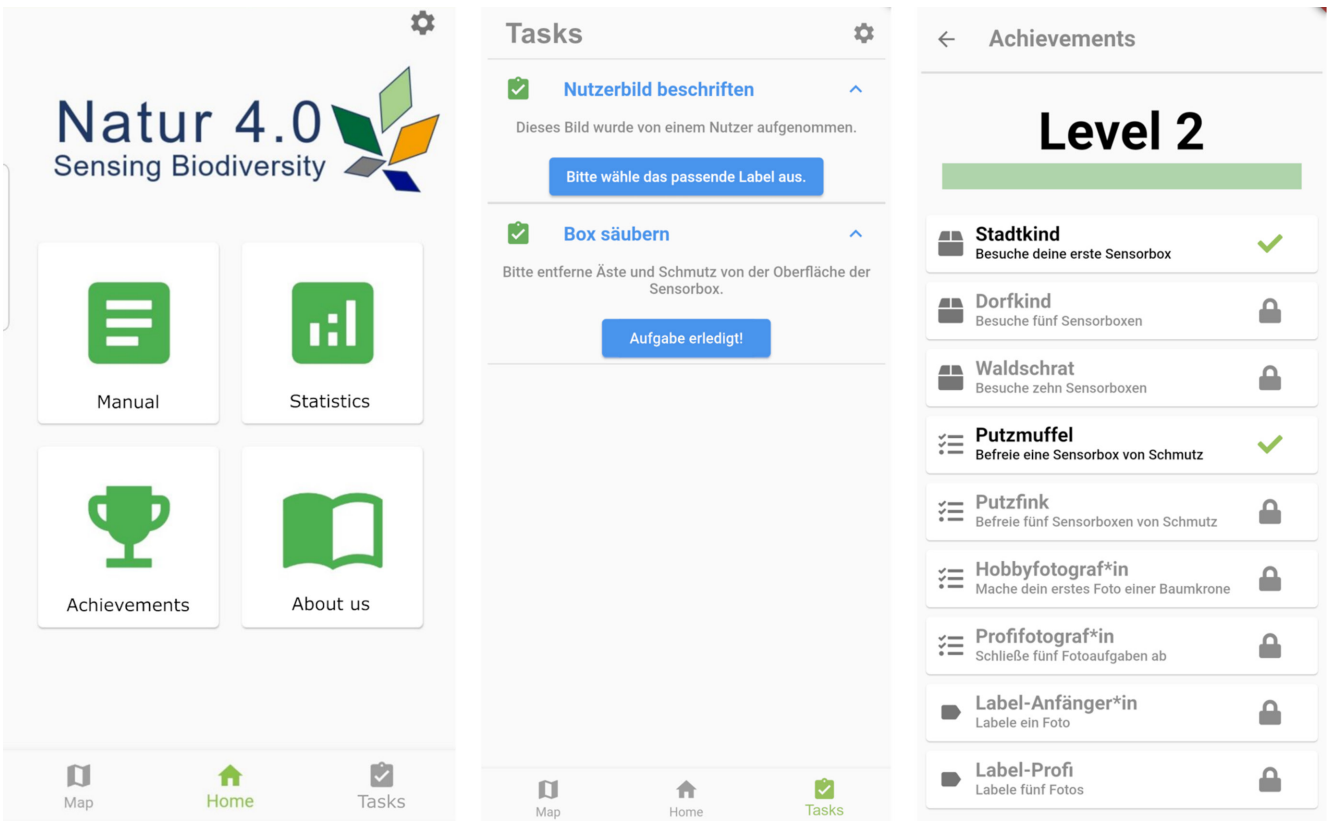 Natur 4.0
Sensing Biodiversity
Manual
Statistics
Achievements
About us
Map
Home
Tasks
Tasks
Nutzerbild beschriften
Dieses Bild wurde von einem Nutzer aufgenommen.
Bitte wähle das passende Label aus.
Box säubern
Bitte entferne Äste und Schmutz von der Oberfläche der
Sensorbox.
Aufgabe erledigt!
Map
Home
Tasks
Achievements
Level 2
Stadtkind
Besuche deine erste Sensorbox
Dorfkind
Besuche fünf Sensorboxen
Waldschrat
Besuche zehn Sensorboxen
Putzmuffel
Befreie eine Sensorbox von Schmutz
Putzfink
Befreie fünf Sensorboxen von Schmutz
Hobbyfotograf*in
Mache dein erstes Foto einer Baumkrone
Profifotograf*in
Schließe fünf Fotoaufgaben ab
Label-Anfänger*in
Labele ein Foto
Label-Profi
Labele fünf Fotos